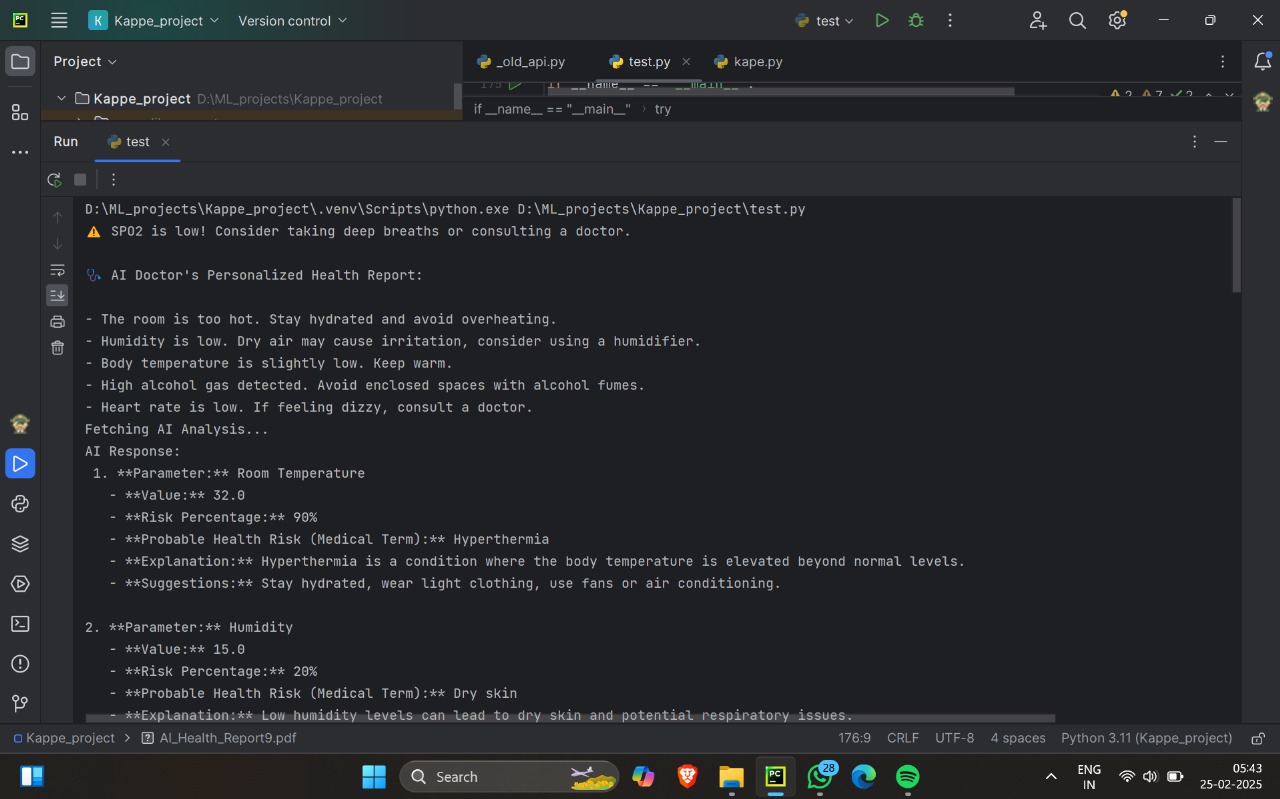 PC
K Kappe_project Version control test
Project
_old_api.py test.py kape.py
Kappe_project D:\ML_projects\Kappe_project
175 if __name__ == "__main__":
2 7 2
if __name__ == "__main__" › try
Run test
D:\ML_projects\Kappe_project\.venv\Scripts\python.exe D:\ML_projects\Kappe_project\test.py
⚠ SPO2 is low! Consider taking deep breaths or consulting a doctor.
🩺 AI Doctor's Personalized Health Report:
- The room is too hot. Stay hydrated and avoid overheating.
- Humidity is low. Dry air may cause irritation, consider using a humidifier.
- Body temperature is slightly low. Keep warm.
- High alcohol gas detected. Avoid enclosed spaces with alcohol fumes.
- Heart rate is low. If feeling dizzy, consult a doctor.
Fetching AI Analysis...
AI Response:
1. **Parameter:** Room Temperature
- **Value:** 32.0
- **Risk Percentage:** 90%
- **Probable Health Risk (Medical Term):** Hyperthermia
- **Explanation:** Hyperthermia is a condition where the body temperature is elevated beyond normal levels.
- **Suggestions:** Stay hydrated, wear light clothing, use fans or air conditioning.
2. **Parameter:** Humidity
- **Value:** 15.0
- **Risk Percentage:** 20%
- **Probable Health Risk (Medical Term):** Dry skin
- **Explanation:** Low humidity levels can lead to dry skin and potential respiratory issues.
Kappe_project › AI_Health_Report9.pdf 176:9 CRLF UTF-8 4 spaces Python 3.11 (Kappe_project)
Search PC 28 ENG 05:43
IN 25-02-2025